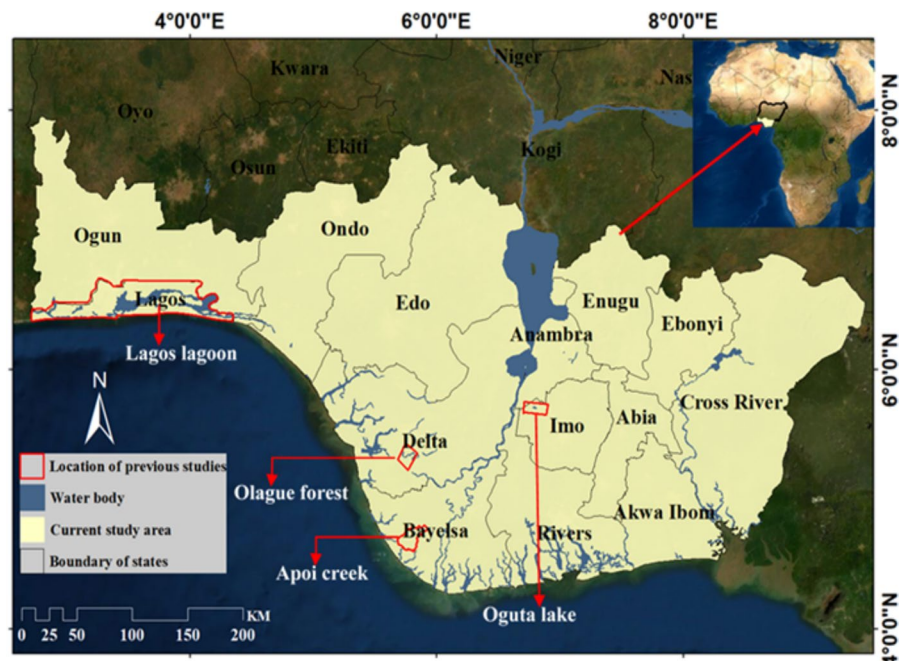 4°0'0"E 6°0'0"E 8°0'0"E
Niger
Kwara
Nas
Oyo
8°0'0"N
Kogi
Ekiti
Osun
Ondo
Ogun
Edo
Enugu
Lagos
Ebonyi
Anambra
Lagos lagoon
6°0'0"N
N
Cross River
Imo
Abia
Delta
Location of previous studies
Olague forest
Water body
Akwa Ibom
Current study area
Bayelsa
Rivers
Boundary of states
Apoi creek
Oguta lake
KM
0 25 50 100 150 200
4°0'0"N